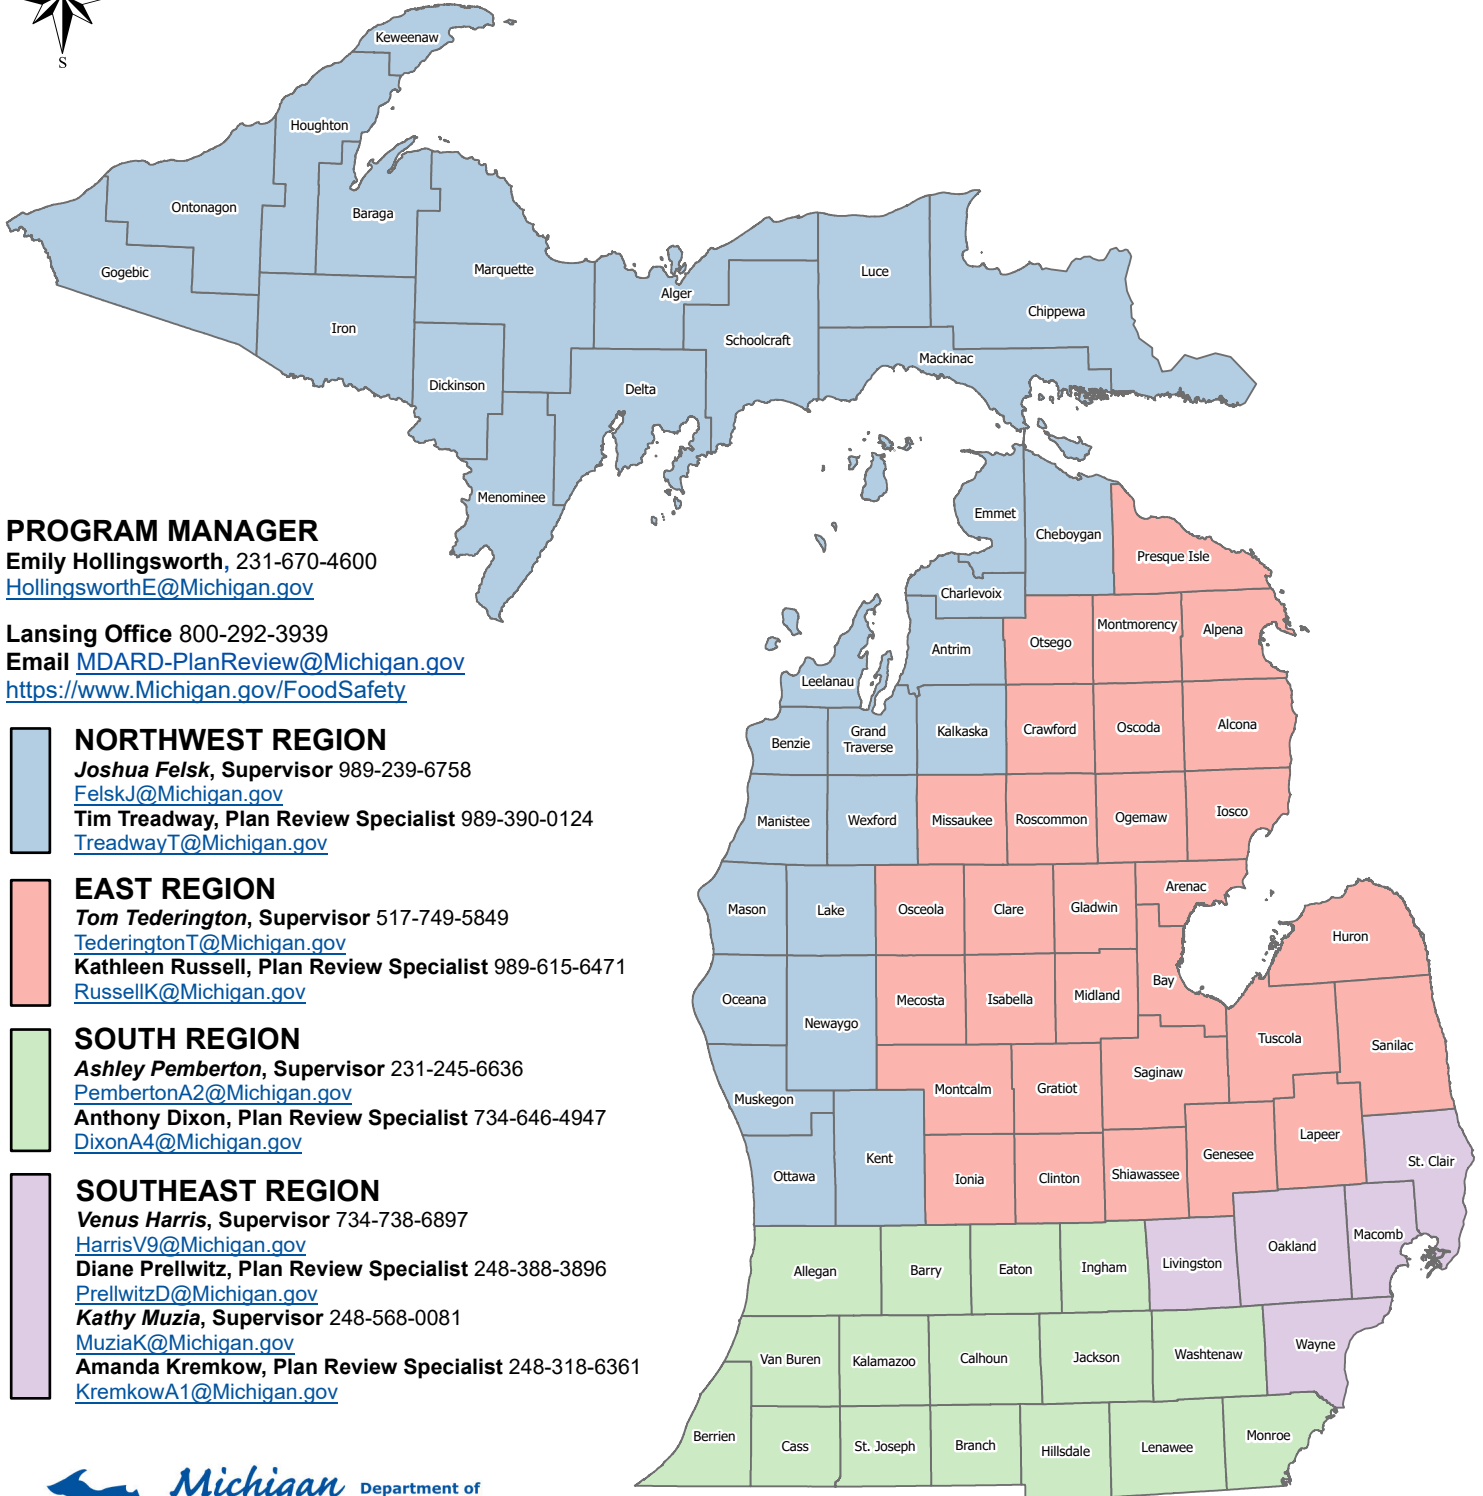 S
Keweenaw
Houghton
Ontonagon
Baraga
Gogebic
Marquette
Luce
Alger
Chippewa
Iron
Schoolcraft
Mackinac
Dickinson
Delta
Menominee
Emmet
Cheboygan
Presque Isle
Charlevoix
Otsego
Montmorency
Alpena
Antrim
Leelanau
Benzie
Grand
Traverse
Kalkaska
Crawford
Oscoda
Alcona
Manistee
Wexford
Missaukee
Roscommon
Ogemaw
Iosco
Mason
Lake
Osceola
Clare
Gladwin
Arenac
Huron
Oceana
Newaygo
Mecosta
Isabella
Midland
Bay
Tuscola
Sanilac
Muskegon
Montcalm
Gratiot
Saginaw
Ottawa
Kent
Ionia
Clinton
Shiawassee
Genesee
Lapeer
St. Clair
Allegan
Barry
Eaton
Ingham
Livingston
Oakland
Macomb
Van Buren
Kalamazoo
Calhoun
Jackson
Washtenaw
Wayne
Berrien
Cass
St. Joseph
Branch
Hillsdale
Lenawee
Monroe
PROGRAM MANAGER
Emily Hollingsworth, 231-670-4600
HollingsworthE@Michigan.gov
Lansing Office 800-292-3939
Email MDARD-PlanReview@Michigan.gov
https://www.Michigan.gov/FoodSafety
NORTHWEST REGION
Joshua Felsk, Supervisor 989-239-6758
FelskJ@Michigan.gov
Tim Treadway, Plan Review Specialist 989-390-0124
TreadwayT@Michigan.gov
EAST REGION
Tom Tederington, Supervisor 517-749-5849
TederingtonT@Michigan.gov
Kathleen Russell, Plan Review Specialist 989-615-6471
RussellK@Michigan.gov
SOUTH REGION
Ashley Pemberton, Supervisor 231-245-6636
PembertonA2@Michigan.gov
Anthony Dixon, Plan Review Specialist 734-646-4947
DixonA4@Michigan.gov
SOUTHEAST REGION
Venus Harris, Supervisor 734-738-6897
HarrisV9@Michigan.gov
Diane Prellwitz, Plan Review Specialist 248-388-3896
PrellwitzD@Michigan.gov
Kathy Muzia, Supervisor 248-568-0081
MuziaK@Michigan.gov
Amanda Kremkow, Plan Review Specialist 248-318-6361
KremkowA1@Michigan.gov
Michigan Department of